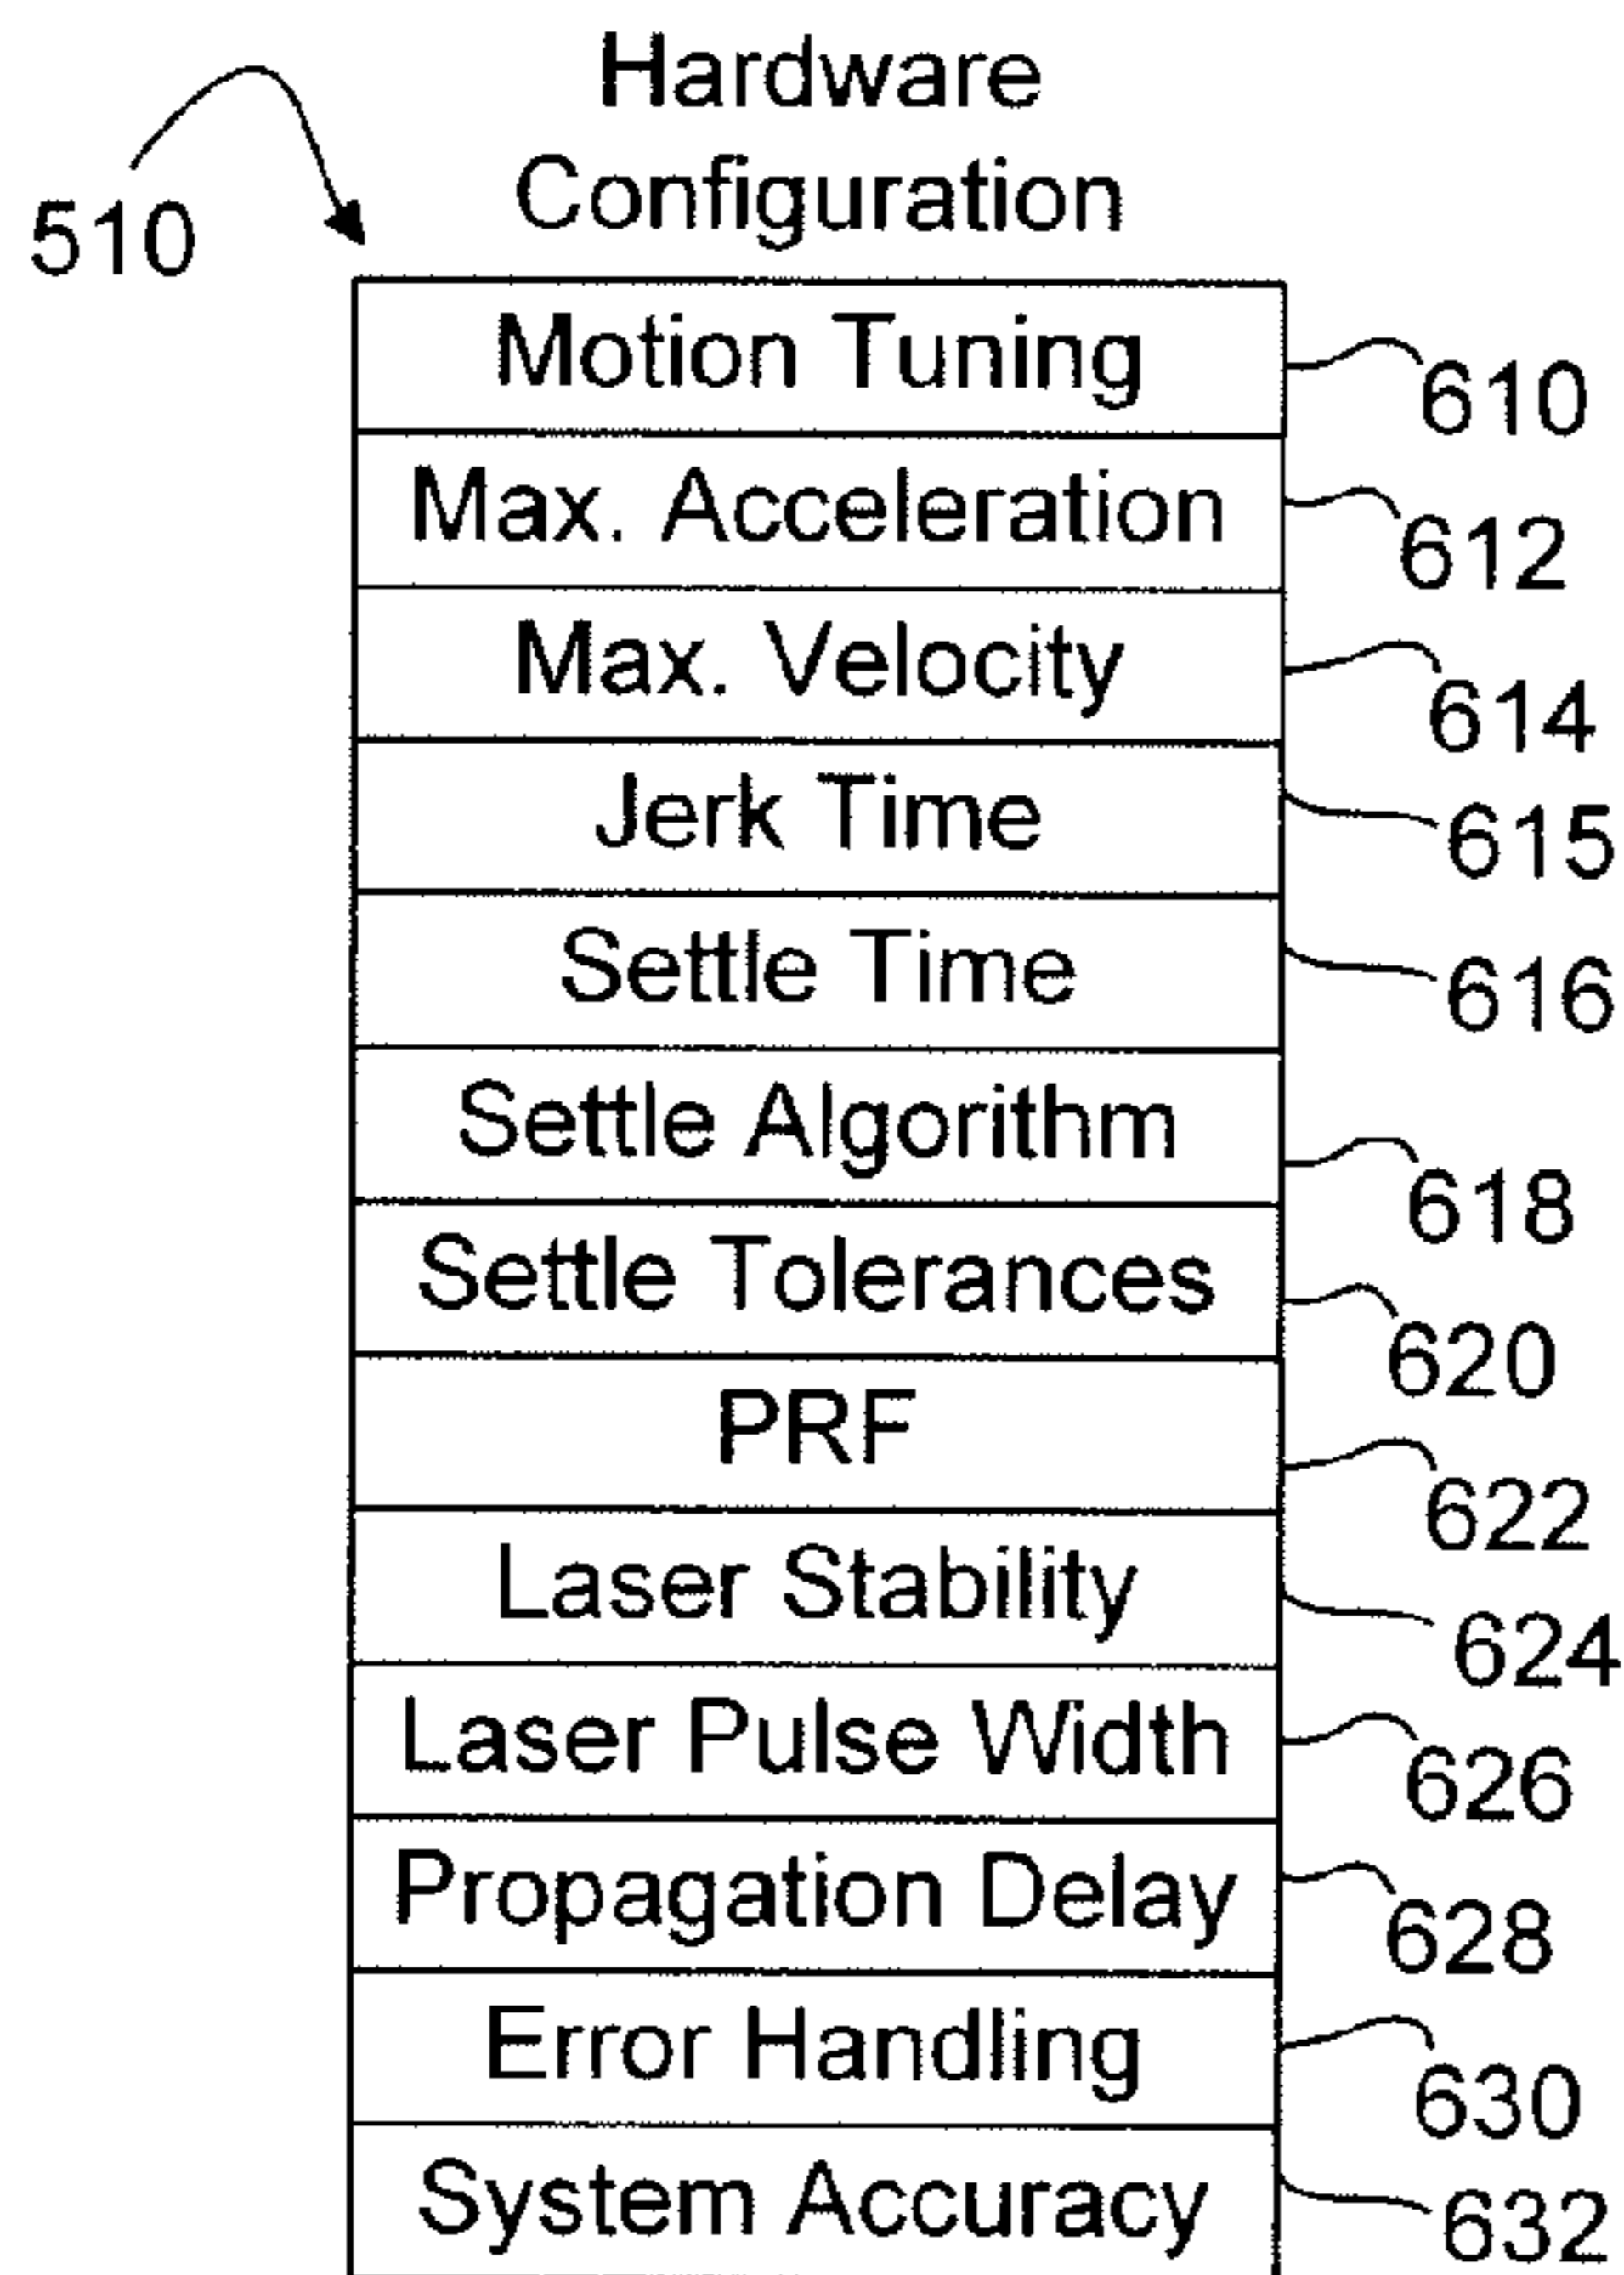 Hardware
Configuration
510
Motion Tuning 610
Max. Acceleration 612
Max. Velocity 614
Jerk Time 615
Settle Time 616
Settle Algorithm 618
Settle Tolerances 620
PRF 622
Laser Stability 624
Laser Pulse Width 626
Propagation Delay 628
Error Handling 630
System Accuracy 632